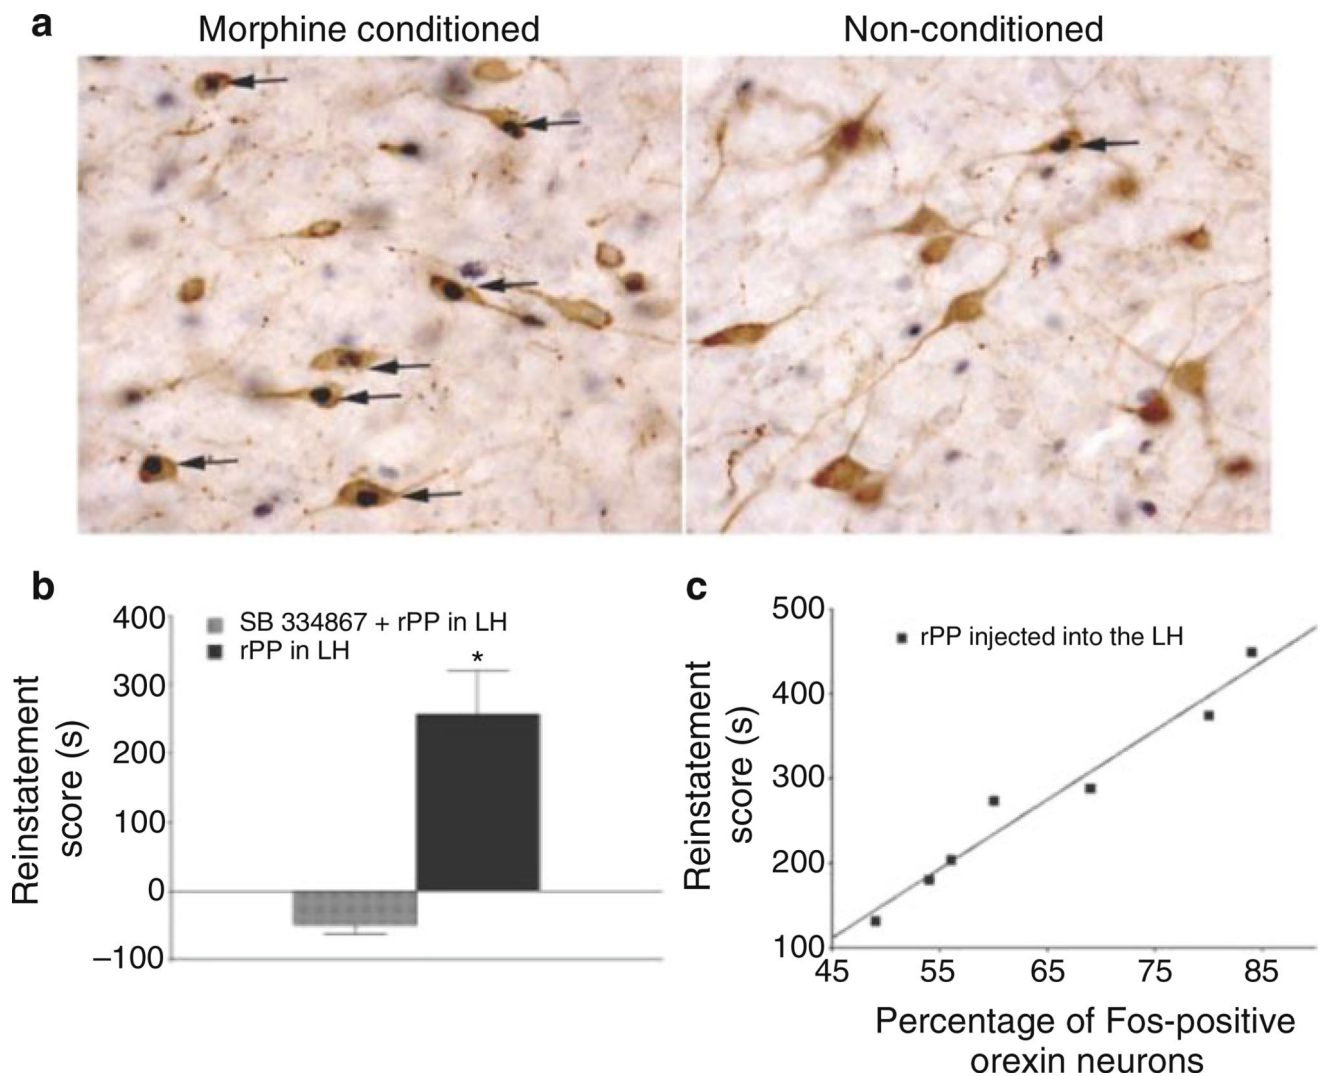 a
Morphine conditioned
Non-conditioned
b
400
300
200
100
0
–100
Reinstatement
score (s)
SB 334867 + rPP in LH
rPP in LH
*
c
500
400
300
200
100
45 55 65 75 85
Reinstatement
score (s)
rPP injected into the LH
Percentage of Fos-positive
orexin neurons